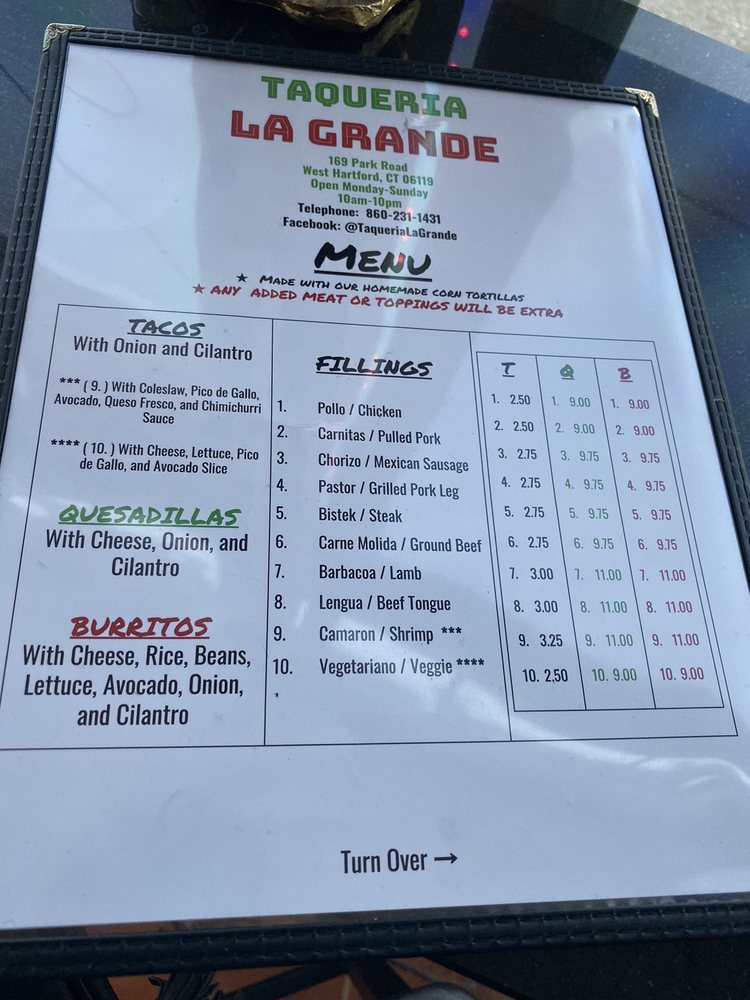 TAQUERIA
LA GRANDE
169 Park Road
West Hartford, CT 06119
Open Monday-Sunday
10am-10pm
Telephone: 860-231-1431
Facebook: @TaqueriaLaGrande
MENU
★ MADE WITH OUR HOMEMADE CORN TORTILLAS
★ ANY ADDED MEAT OR TOPPINGS WILL BE EXTRA
TACOS
With Onion and Cilantro
*** ( 9. ) With Coleslaw, Pico de Gallo,
Avocado, Queso Fresco, and Chimichurri
Sauce
**** ( 10. ) With Cheese, Lettuce, Pico
de Gallo, and Avocado Slice
QUESADILLAS
With Cheese, Onion, and
Cilantro
BURRITOS
With Cheese, Rice, Beans,
Lettuce, Avocado, Onion,
and Cilantro
FILLINGS
1. Pollo / Chicken
2. Carnitas / Pulled Pork
3. Chorizo / Mexican Sausage
4. Pastor / Grilled Pork Leg
5. Bistek / Steak
6. Carne Molida / Ground Beef
7. Barbacoa / Lamb
8. Lengua / Beef Tongue
9. Camaron / Shrimp ***
10. Vegetariano / Veggie ****
T Q B
1. 2.50 1. 9.00 1. 9.00
2. 2.50 2. 9.00 2. 9.00
3. 2.75 3. 9.75 3. 9.75
4. 2.75 4. 9.75 4. 9.75
5. 2.75 5. 9.75 5. 9.75
6. 2.75 6. 9.75 6. 9.75
7. 3.00 7. 11.00 7. 11.00
8. 3.00 8. 11.00 8. 11.00
9. 3.25 9. 11.00 9. 11.00
10. 2.50 10. 9.00 10. 9.00
Turn Over →